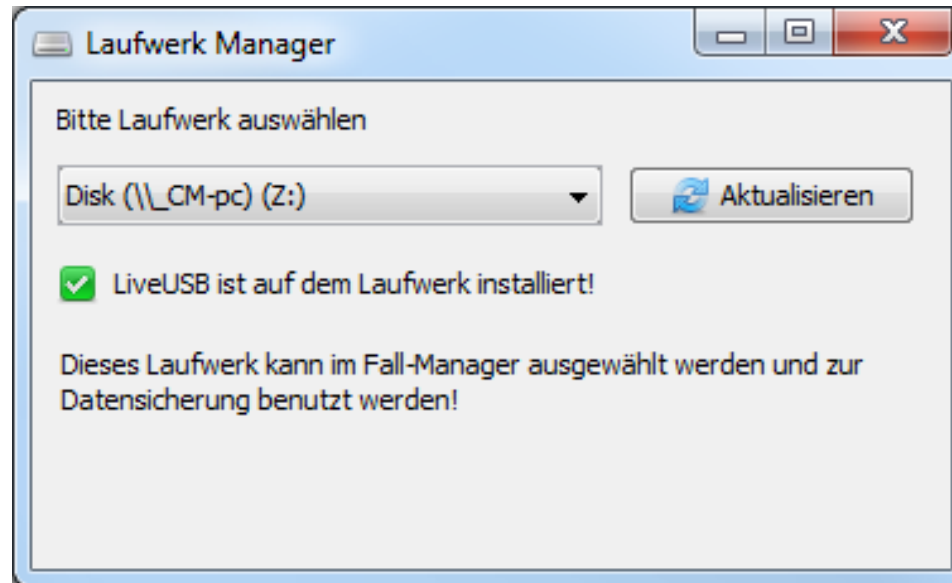 Laufwerk Manager
Bitte Laufwerk auswählen
Disk (\\_CM-pc) (Z:)
Aktualisieren
LiveUSB ist auf dem Laufwerk installiert!
Dieses Laufwerk kann im Fall-Manager ausgewählt werden und zur
Datensicherung benutzt werden!